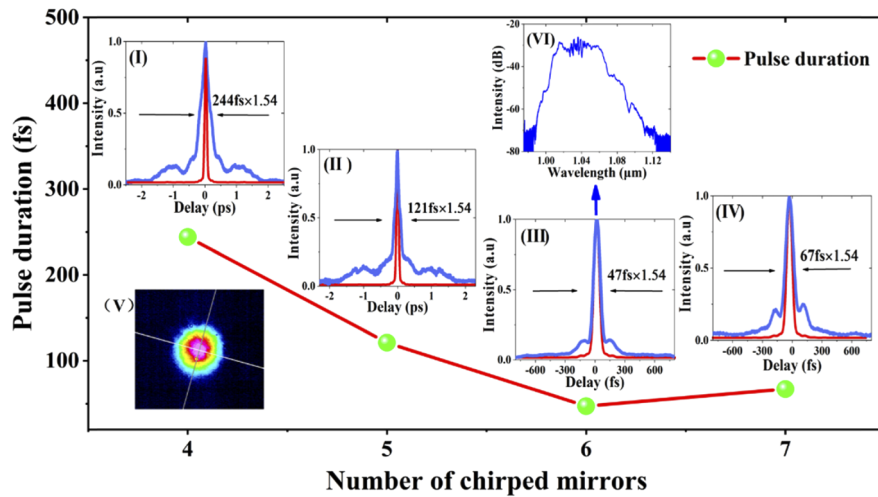 Pulse duration (fs)
500
450
400
350
300
250
200
150
100
50
4
5
6
7
Number of chirped mirrors
Pulse duration
(I)
Intensity (a.u)
1.0
0.5
0.0
244fs×1.54
-2 -1 0 1 2
Delay (ps)
(II)
Intensity (a.u)
1.0
0.5
0.0
121fs×1.54
-2 -1 0 1 2
Delay (ps)
(VI)
Intensity (dB)
-20
-40
-60
-80
1.00 1.04 1.08 1.12
Wavelength (μm)
(III)
Intensity (a.u)
1.0
0.5
0.0
47fs×1.54
-600 -300 0 300 600
Delay (fs)
(IV)
Intensity (a.u)
1.0
0.5
0.0
67fs×1.54
-600 -300 0 300 600
Delay (fs)
(V)